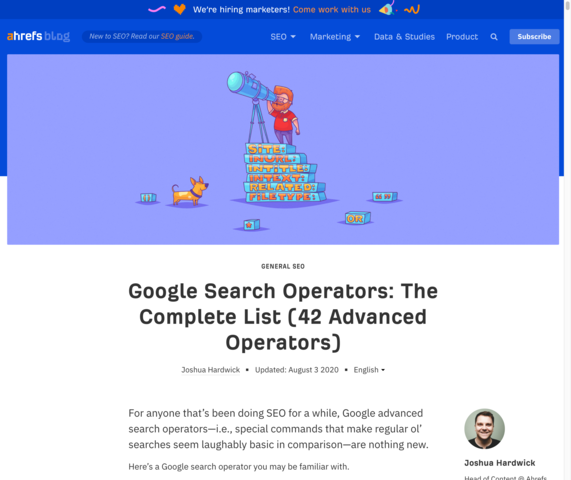 We're hiring marketers! Come work with us
ahrefs blog
New to SEO? Read our SEO guide.
SEO
Marketing
Data & Studies
Product
Subscribe
SITE:
INURL:
INTITLE:
INTEXT:
RELATED:
FILETYPE:
OR
GENERAL SEO
Google Search Operators: The
Complete List (42 Advanced
Operators)
Joshua Hardwick • Updated: August 3 2020 • English
For anyone that's been doing SEO for a while, Google advanced
search operators—i.e., special commands that make regular ol'
searches seem laughably basic in comparison—are nothing new.
Here's a Google search operator you may be familiar with.
Joshua Hardwick
Head of Content @ Ahrefs